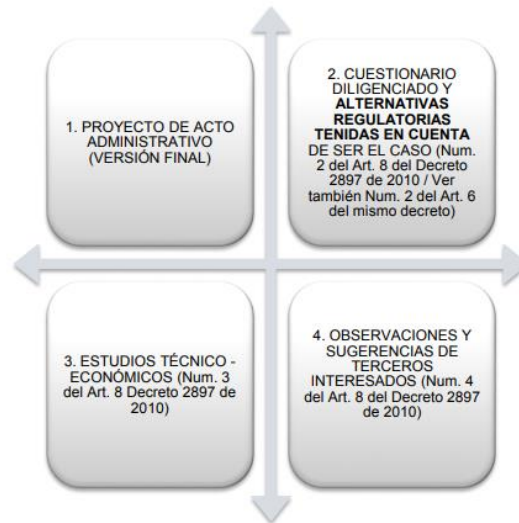 1. PROYECTO DE ACTO
ADMINISTRATIVO
(VERSIÓN FINAL)
2. CUESTIONARIO
DILIGENCIADO Y
ALTERNATIVAS
REGULATORIAS
TENIDAS EN CUENTA
DE SER EL CASO (Num.
2 del Art. 8 del Decreto
2897 de 2010 / Ver
también Num. 2 del Art. 6
del mismo decreto)
3. ESTUDIOS TÉCNICO -
ECONÓMICOS (Num. 3
del Art. 8 Decreto 2897 de
2010)
4. OBSERVACIONES Y
SUGERENCIAS DE
TERCEROS
INTERESADOS (Num. 4
del Art. 8 del Decreto 2897
de 2010)